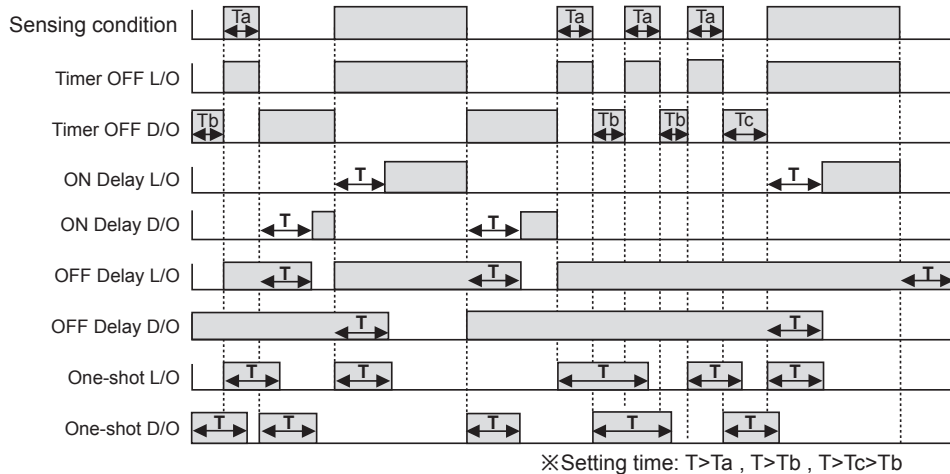 Sensing condition Ta Ta Ta Ta
Timer OFF L/O
Timer OFF D/O Tb Tb Tb Tc
ON Delay L/O T T
ON Delay D/O T T
OFF Delay L/O T T T
OFF Delay D/O T T
One-shot L/O T T T T T
One-shot D/O T T T T T
※Setting time: T>Ta , T>Tb , T>Tc>Tb